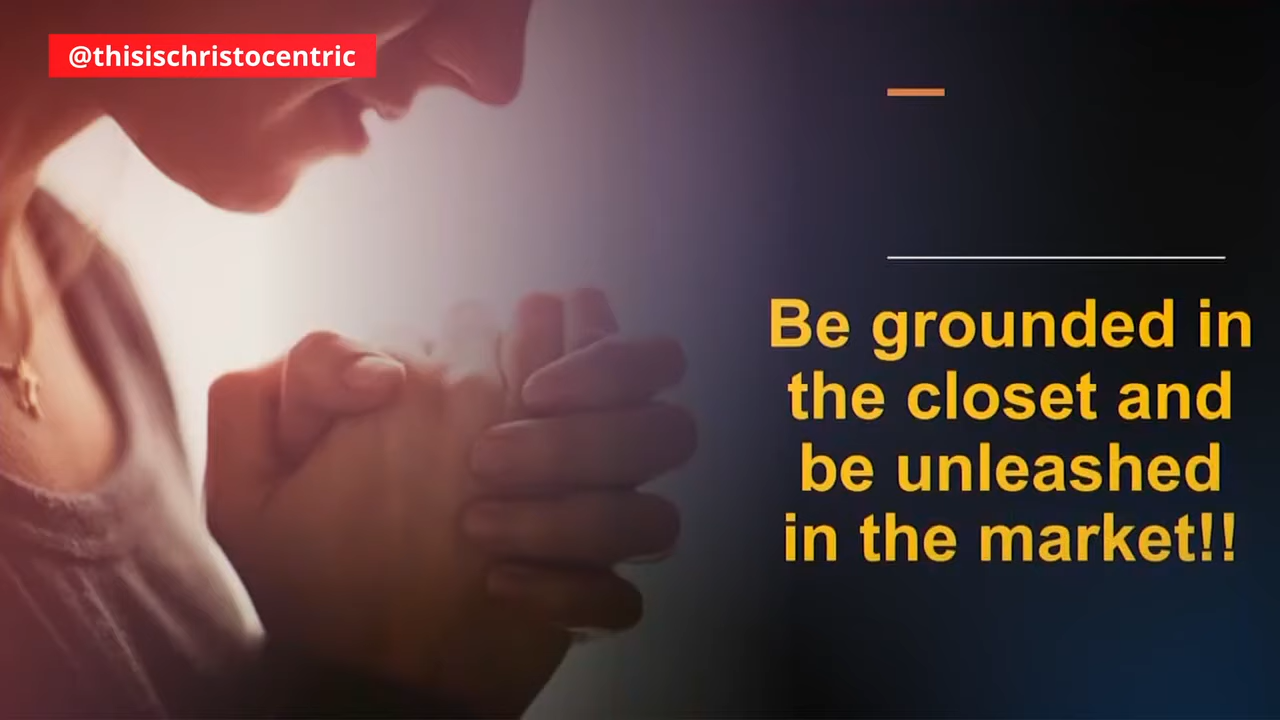 @thisischristocentric
Be grounded in
the closet and
be unleashed
in the market!!